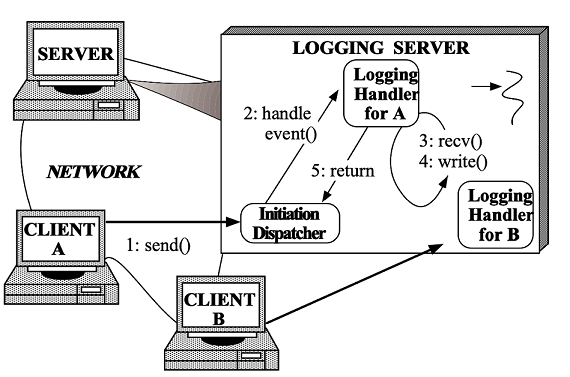 SERVER
LOGGING SERVER
Logging
Handler
for A
2: handle
event()
3: recv()
4: write()
5: return
NETWORK
Initiation
Dispatcher
Logging
Handler
for B
CLIENT
A
1: send()
CLIENT
B